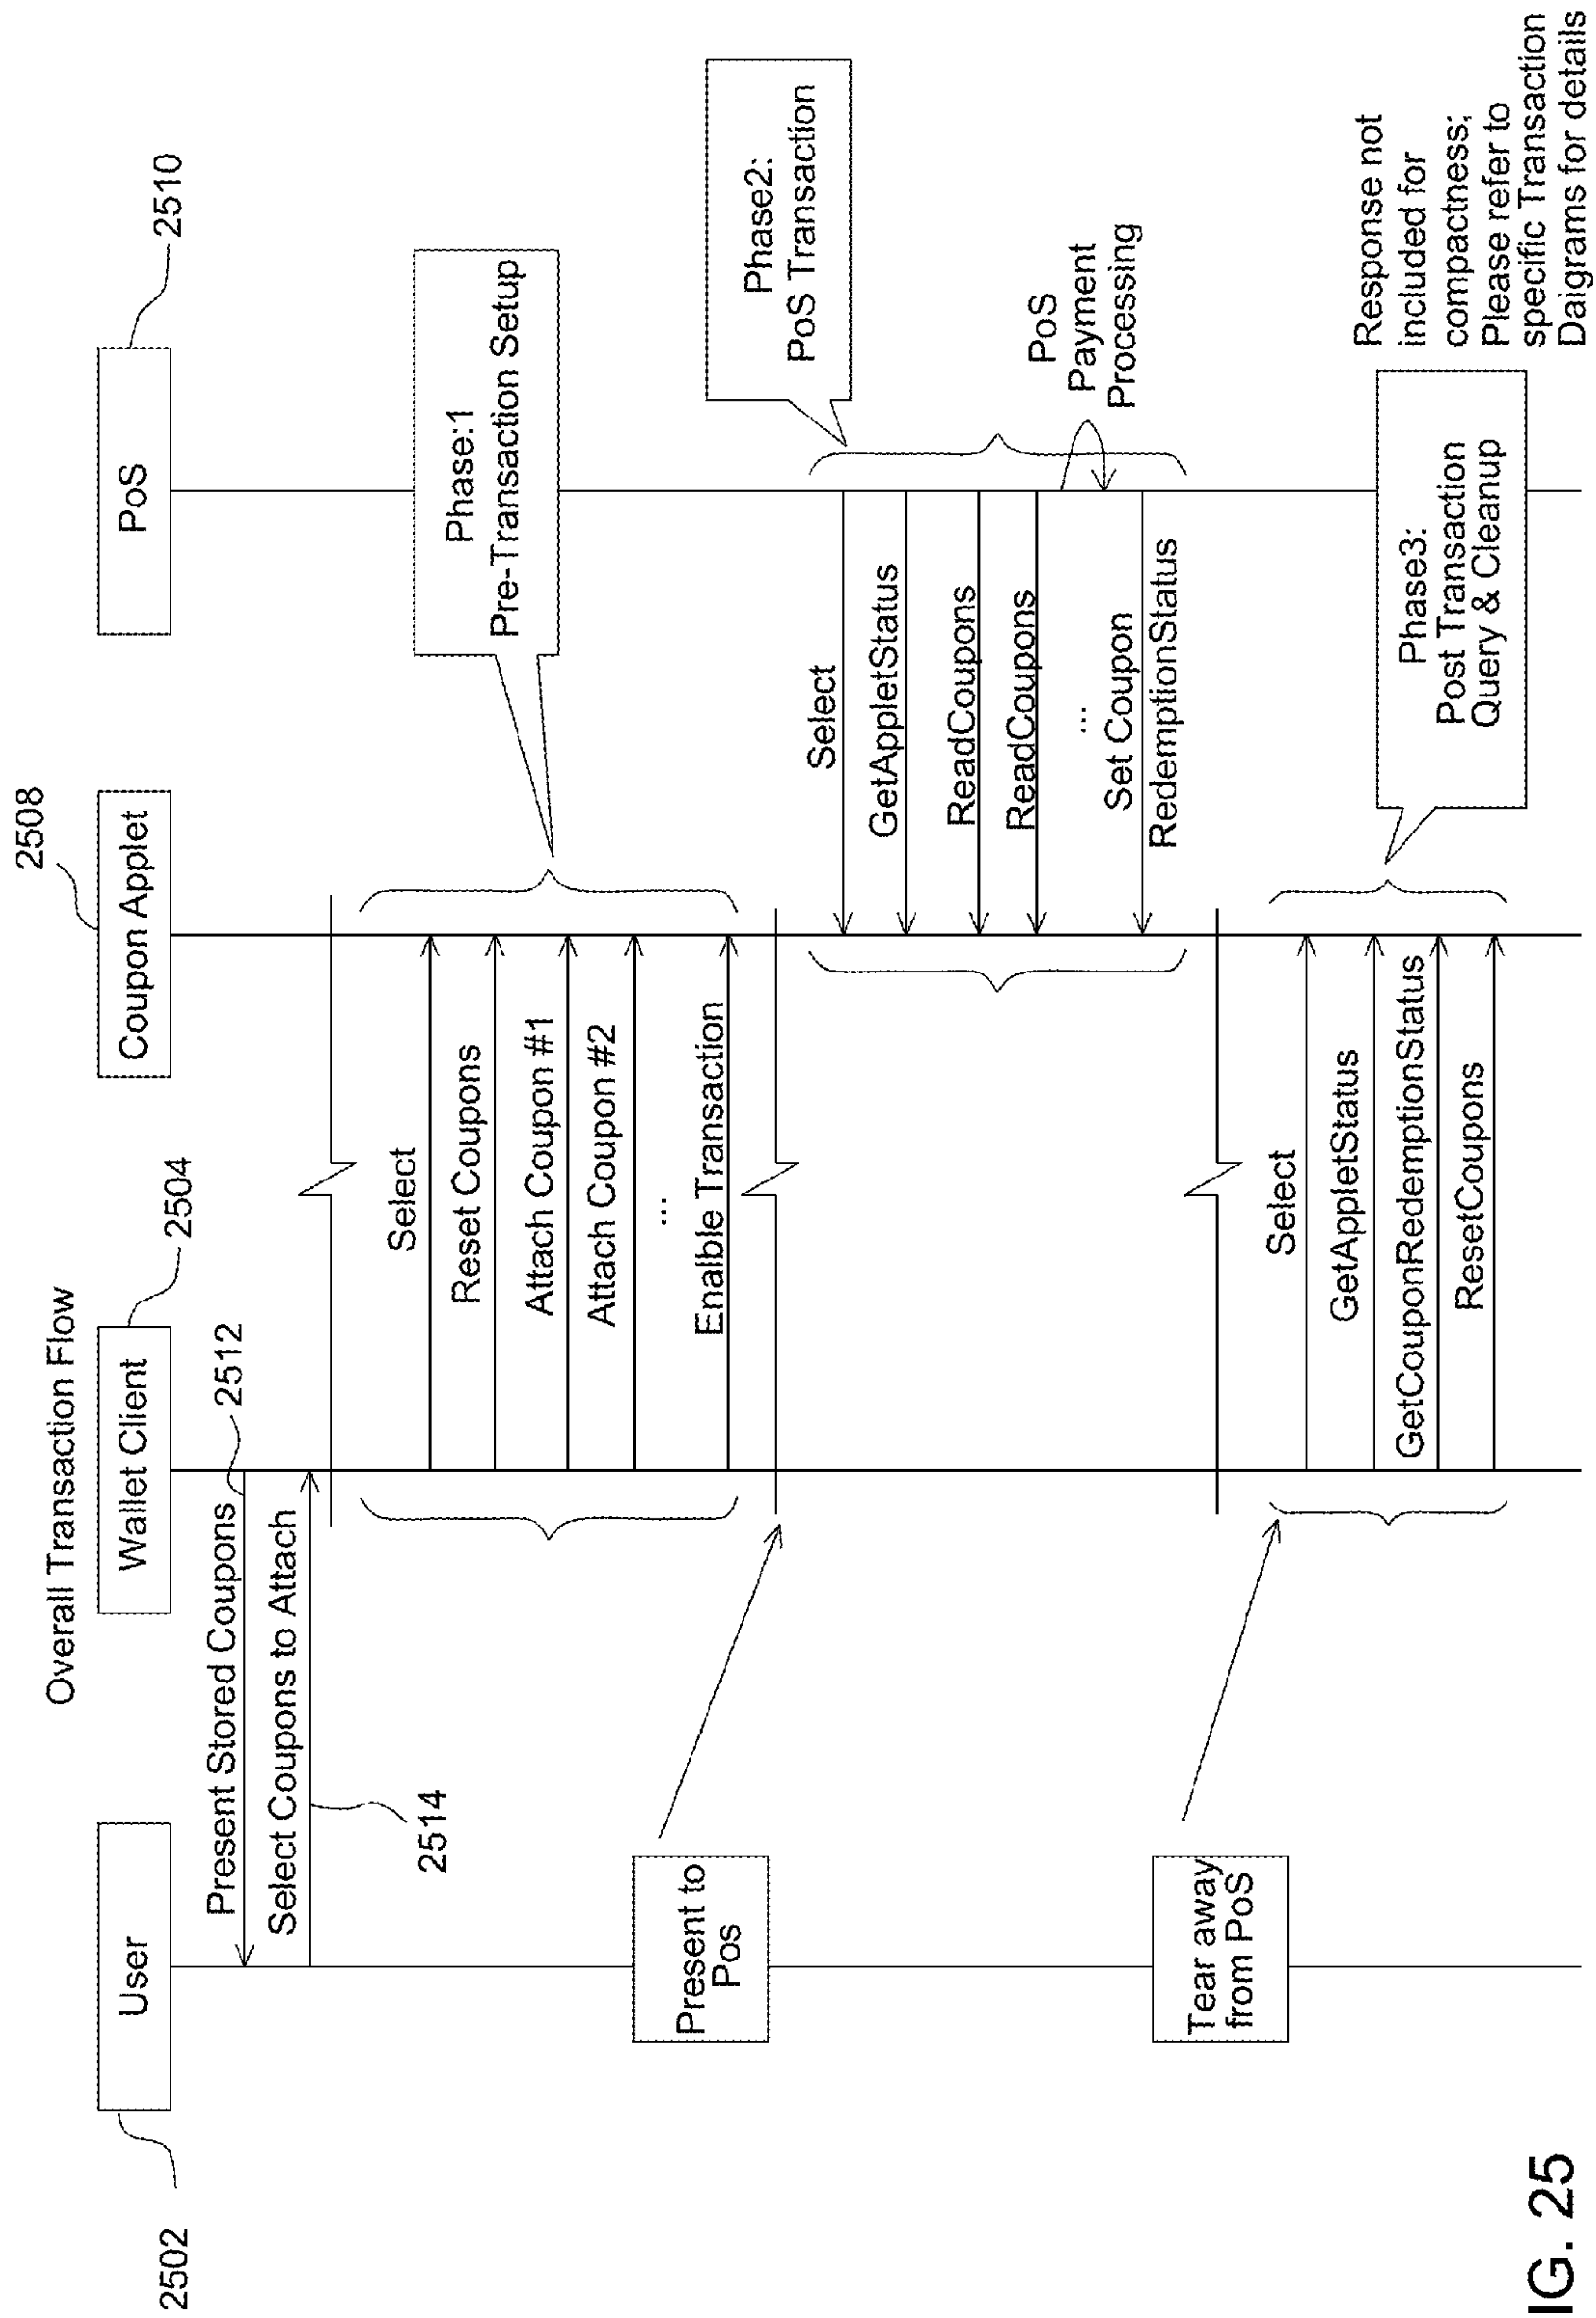 Overall Transaction Flow
2502
User
Wallet Client
2504
2508
Coupon Applet
PoS
2510
Present Stored Coupons
2512
Select Coupons to Attach
2514
Phase:1
Pre-Transaction Setup
Select
Reset Coupons
Attach Coupon #1
Attach Coupon #2
...
Enalble Transaction
Present to
Pos
Phase2:
PoS Transaction
Select
GetAppletStatus
ReadCoupons
ReadCoupons
...
PoS
Payment
Processing
Set Coupon
RedemptionStatus
Tear away
from PoS
Select
GetAppletStatus
GetCouponRedemptionStatus
ResetCoupons
Phase3:
Post Transaction
Query & Cleanup
Response not
included for
compactness;
Please refer to
specific Transaction
Daigrams for details
IG. 25